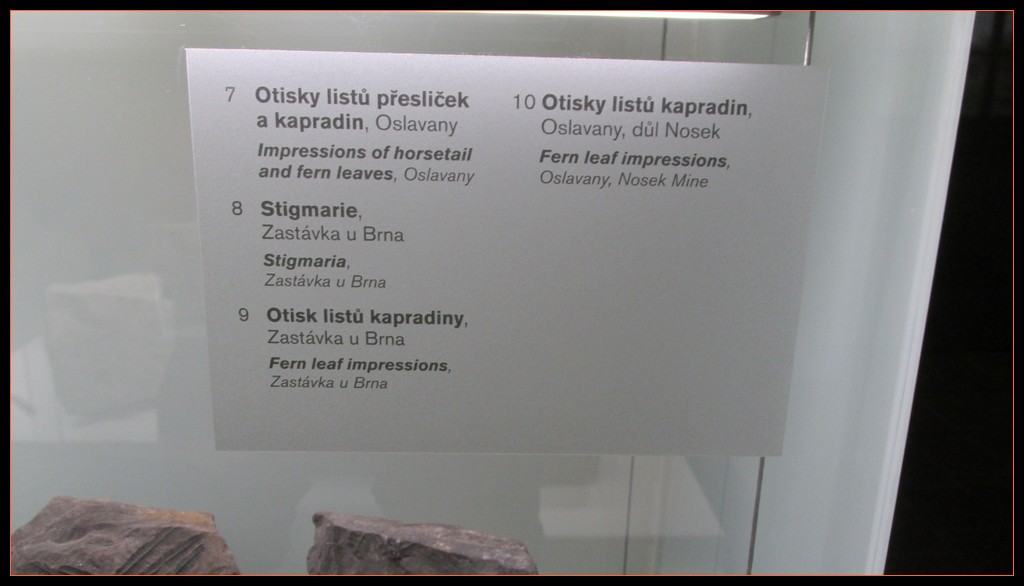 7 Otisky listů přesliček
a kapradin, Oslavany
Impressions of horsetail
and fern leaves, Oslavany
8 Stigmarie,
Zastávka u Brna
Stigmaria,
Zastávka u Brna
9 Otisk listů kapradiny,
Zastávka u Brna
Fern leaf impressions,
Zastávka u Brna
10 Otisky listů kapradin,
Oslavany, důl Nosek
Fern leaf impressions,
Oslavany, Nosek Mine